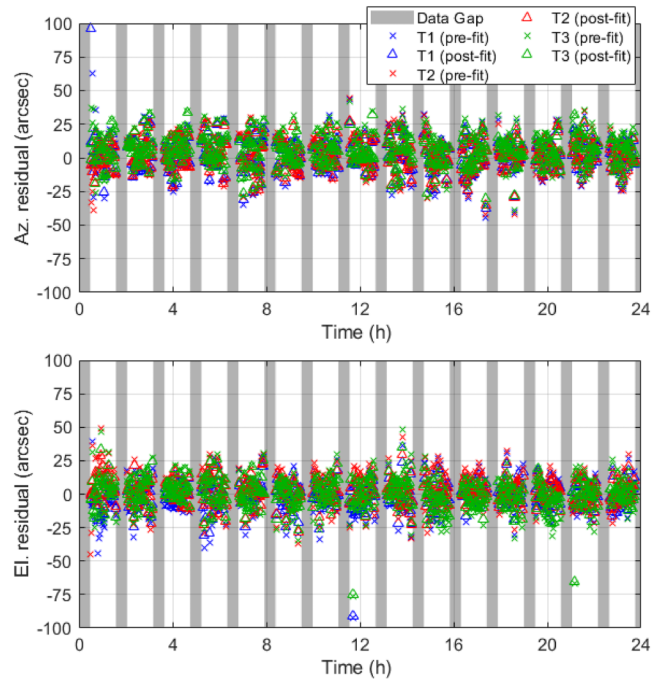 Data Gap
T1 (pre-fit)
T1 (post-fit)
T2 (pre-fit)
T2 (post-fit)
T3 (pre-fit)
T3 (post-fit)
Az. residual (arcsec)
100
75
50
25
0
-25
-50
-75
-100
0 4 8 12 16 20 24
Time (h)
El. residual (arcsec)
100
75
50
25
0
-25
-50
-75
-100
0 4 8 12 16 20 24
Time (h)